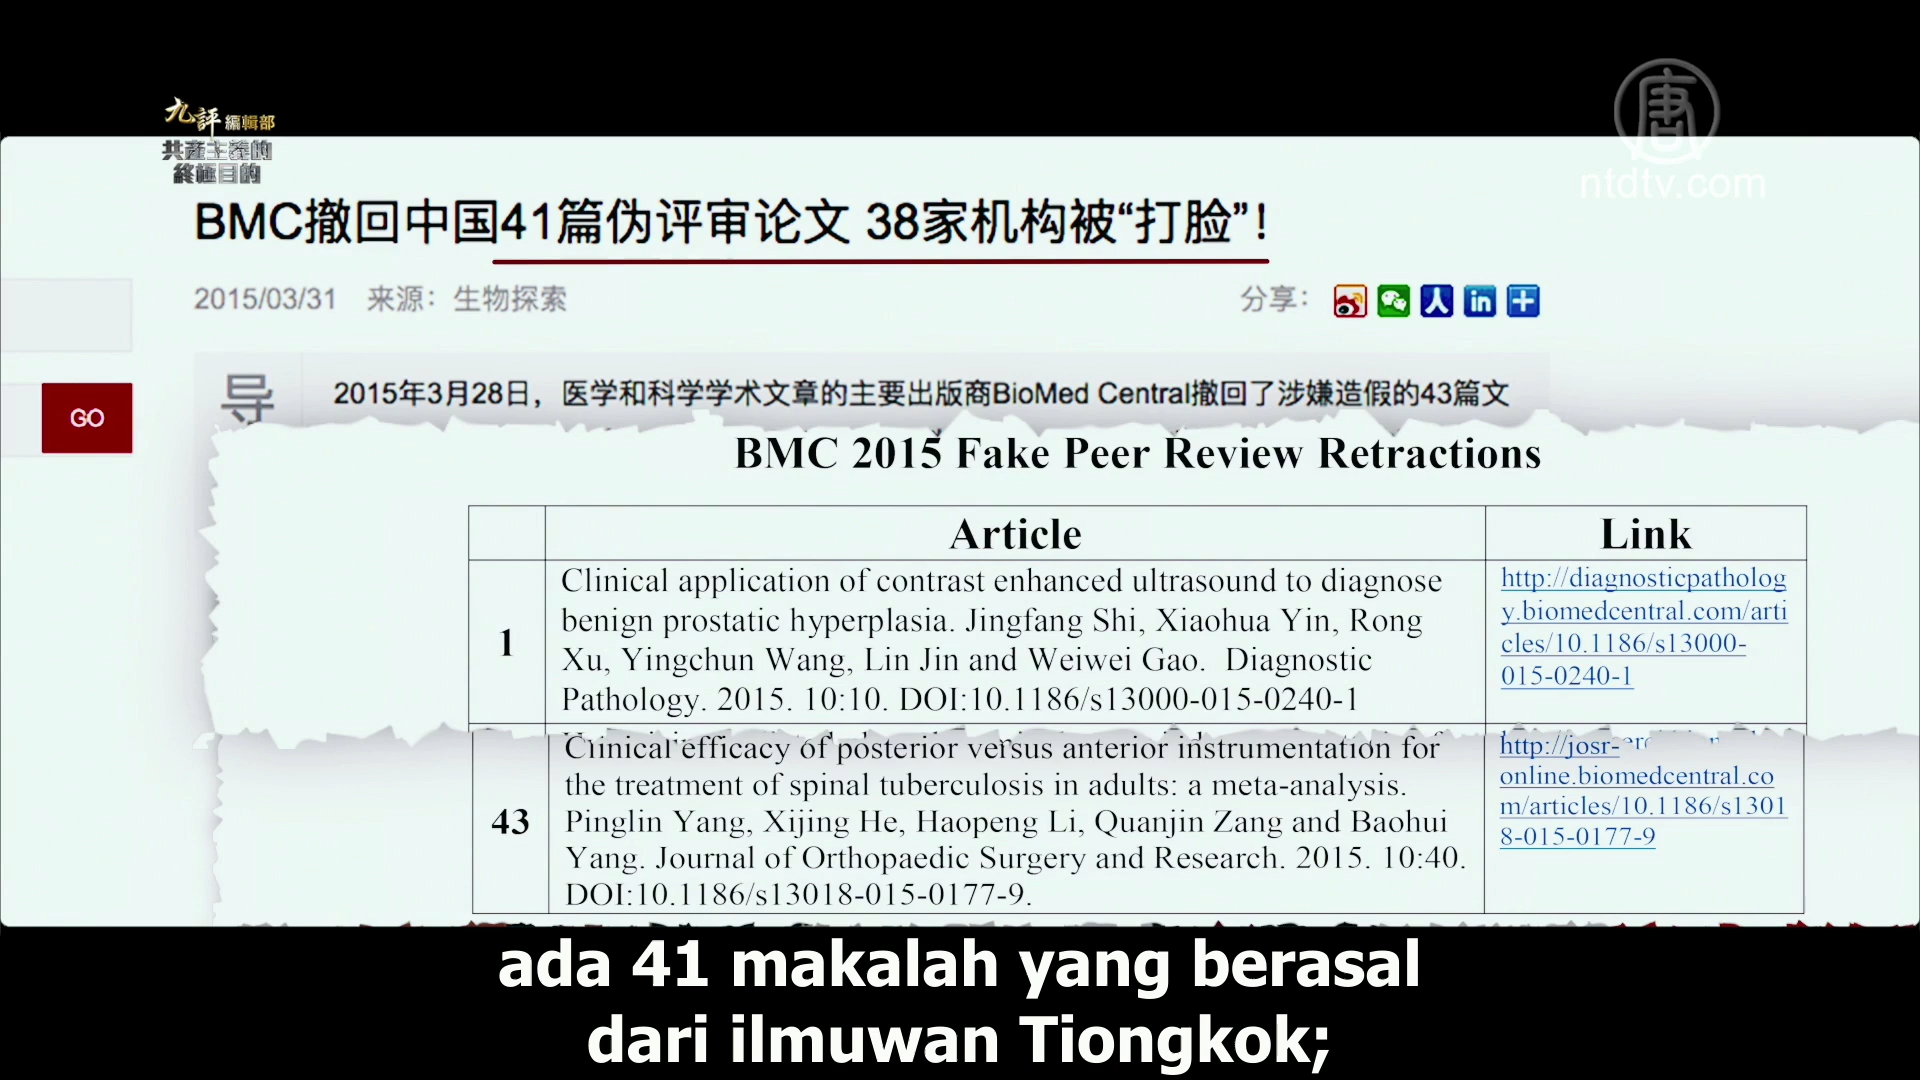 九評編輯部
共產主義的
終極目的
唐
ntdtv.com
BMC撤回中国41篇伪评审论文 38家机构被“打脸”!
2015/03/31 来源：生物探索
分享：
in
GO
导
2015年3月28日，医学和科学学术文章的主要出版商BioMed Central撤回了涉嫌造假的43篇文
BMC 2015 Fake Peer Review Retractions
Article
Link
1
Clinical application of contrast enhanced ultrasound to diagnose
benign prostatic hyperplasia. Jingfang Shi, Xiaohua Yin, Rong
Xu, Yingchun Wang, Lin Jin and Weiwei Gao. Diagnostic
Pathology. 2015. 10:10. DOI:10.1186/s13000-015-0240-1
http://diagnosticpatholog
y.biomedcentral.com/arti
cles/10.1186/s13000-
015-0240-1
43
Clinical efficacy of posterior versus anterior instrumentation for
the treatment of spinal tuberculosis in adults: a meta-analysis.
Pinglin Yang, Xijing He, Haopeng Li, Quanjin Zang and Baohui
Yang. Journal of Orthopaedic Surgery and Research. 2015. 10:40.
DOI:10.1186/s13018-015-0177-9.
http://josr-
online.biomedcentral.co
m/articles/10.1186/s1301
8-015-0177-9
ada 41 makalah yang berasal
dari ilmuwan Tiongkok;